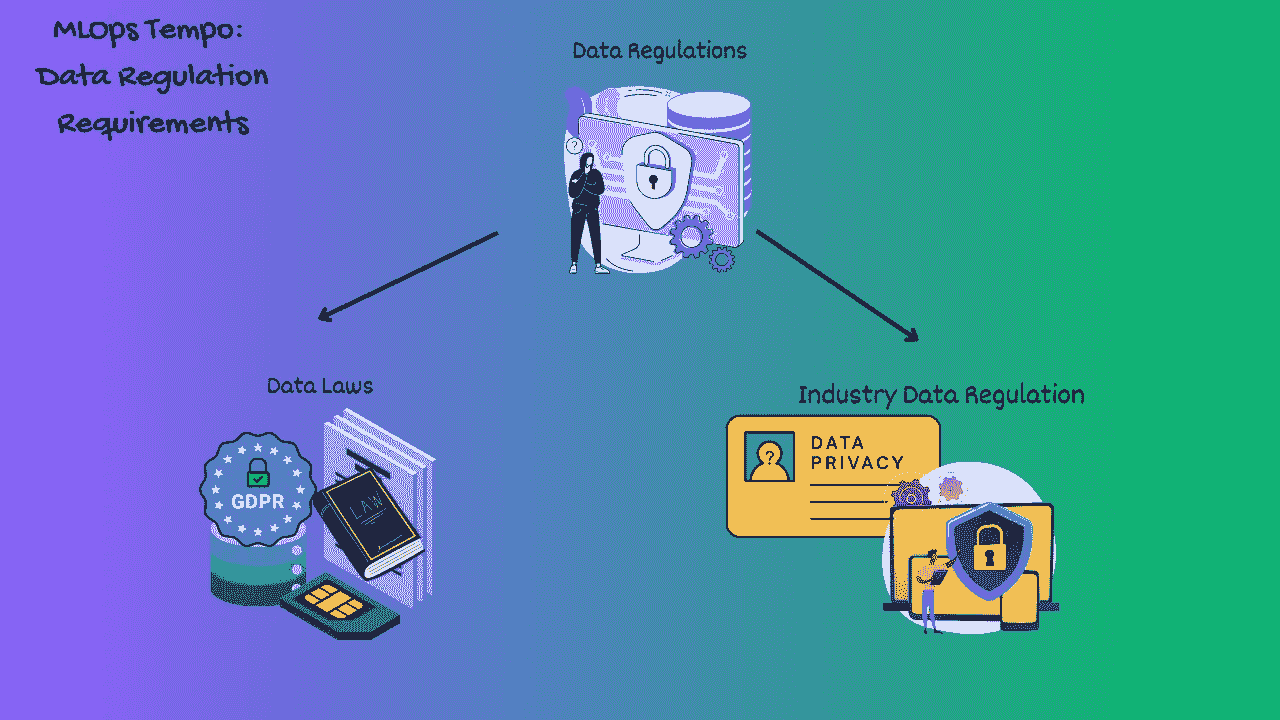 MLOps Tempo:
Data Regulation
Requirements
Data Regulations
?
Data Laws
GDPR
LAW
Industry Data Regulation
?
DATA
PRIVACY